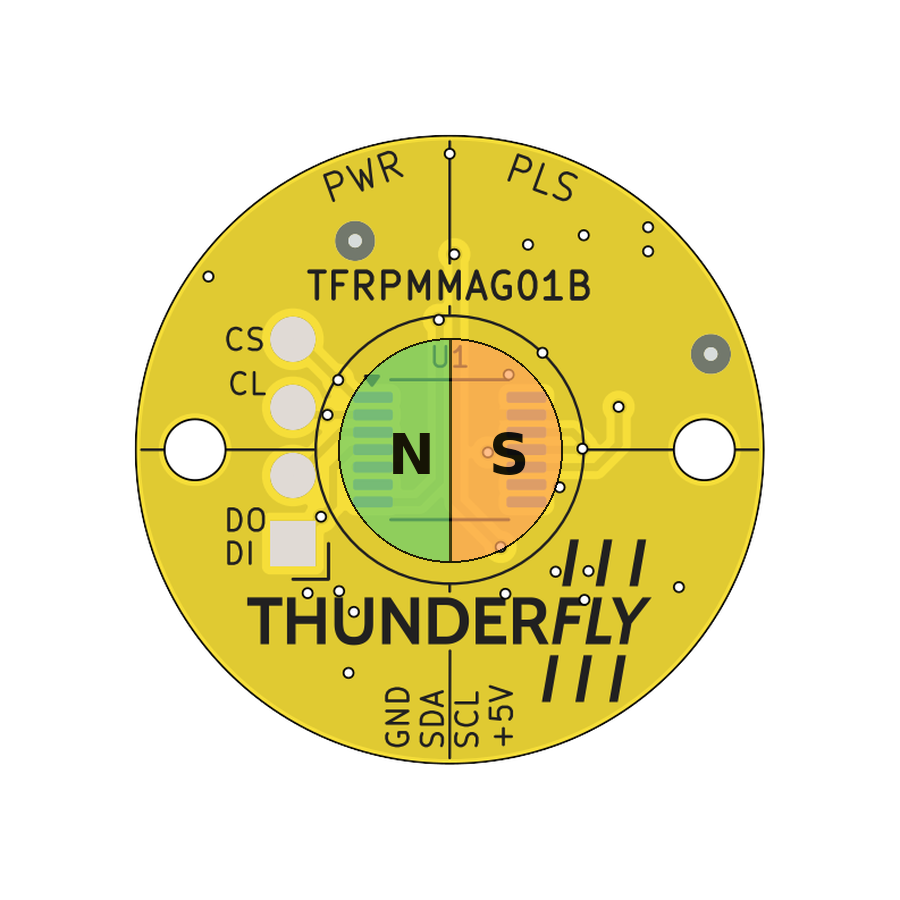 PWR PLS
TFRPMMAG01B
CS
CL
U1
N S
DO
DI
THUNDERFLY
GND
SDA
SCL
+5V